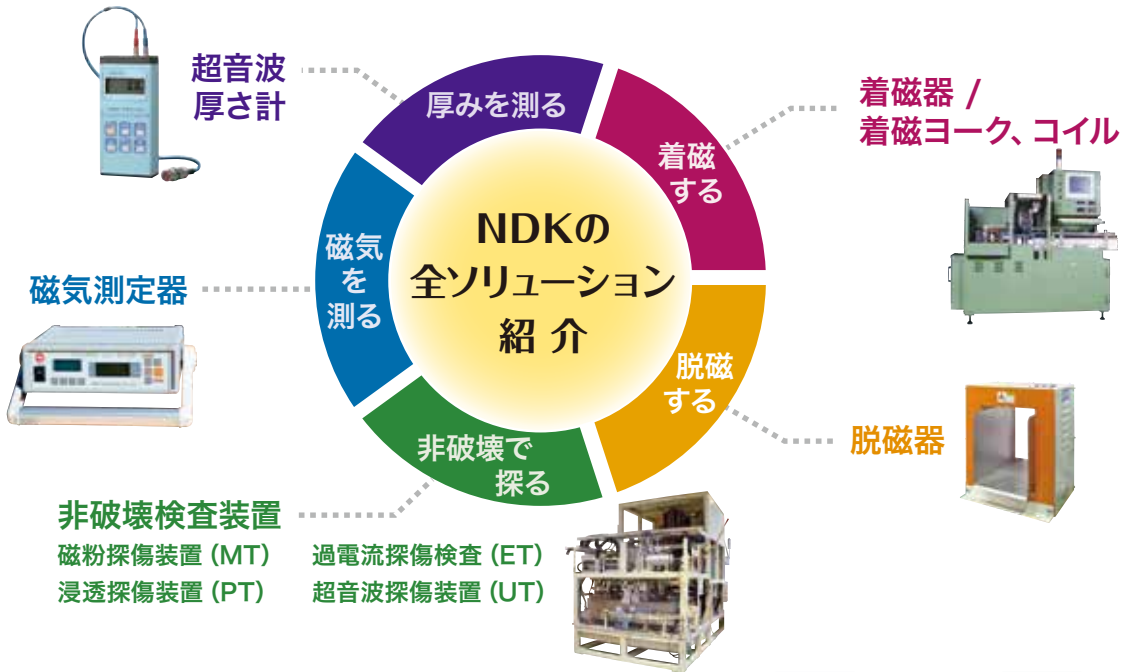 超音波
厚さ計
厚みを測る
着磁器 /
着磁ヨーク、コイル
着磁
する
NDKの
全ソリューション
紹 介
磁気
を
測る
磁気測定器
脱磁
する
脱磁器
非破壊で
探る
非破壊検査装置
磁粉探傷装置 (MT) 過電流探傷検査 (ET)
浸透探傷装置 (PT) 超音波探傷装置 (UT)